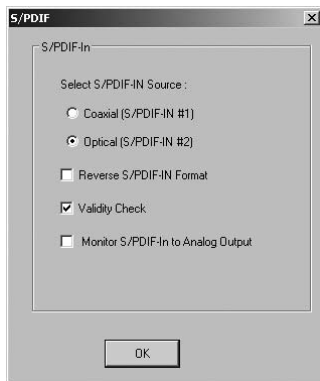 S/PDIF
S/PDIF-In
Select S/PDIF-IN Source :
Coaxial (S/PDIF-IN #1)
Optical (S/PDIF-IN #2)
Reverse S/PDIF-IN Format
Validity Check
Monitor S/PDIF-In to Analog Output
OK